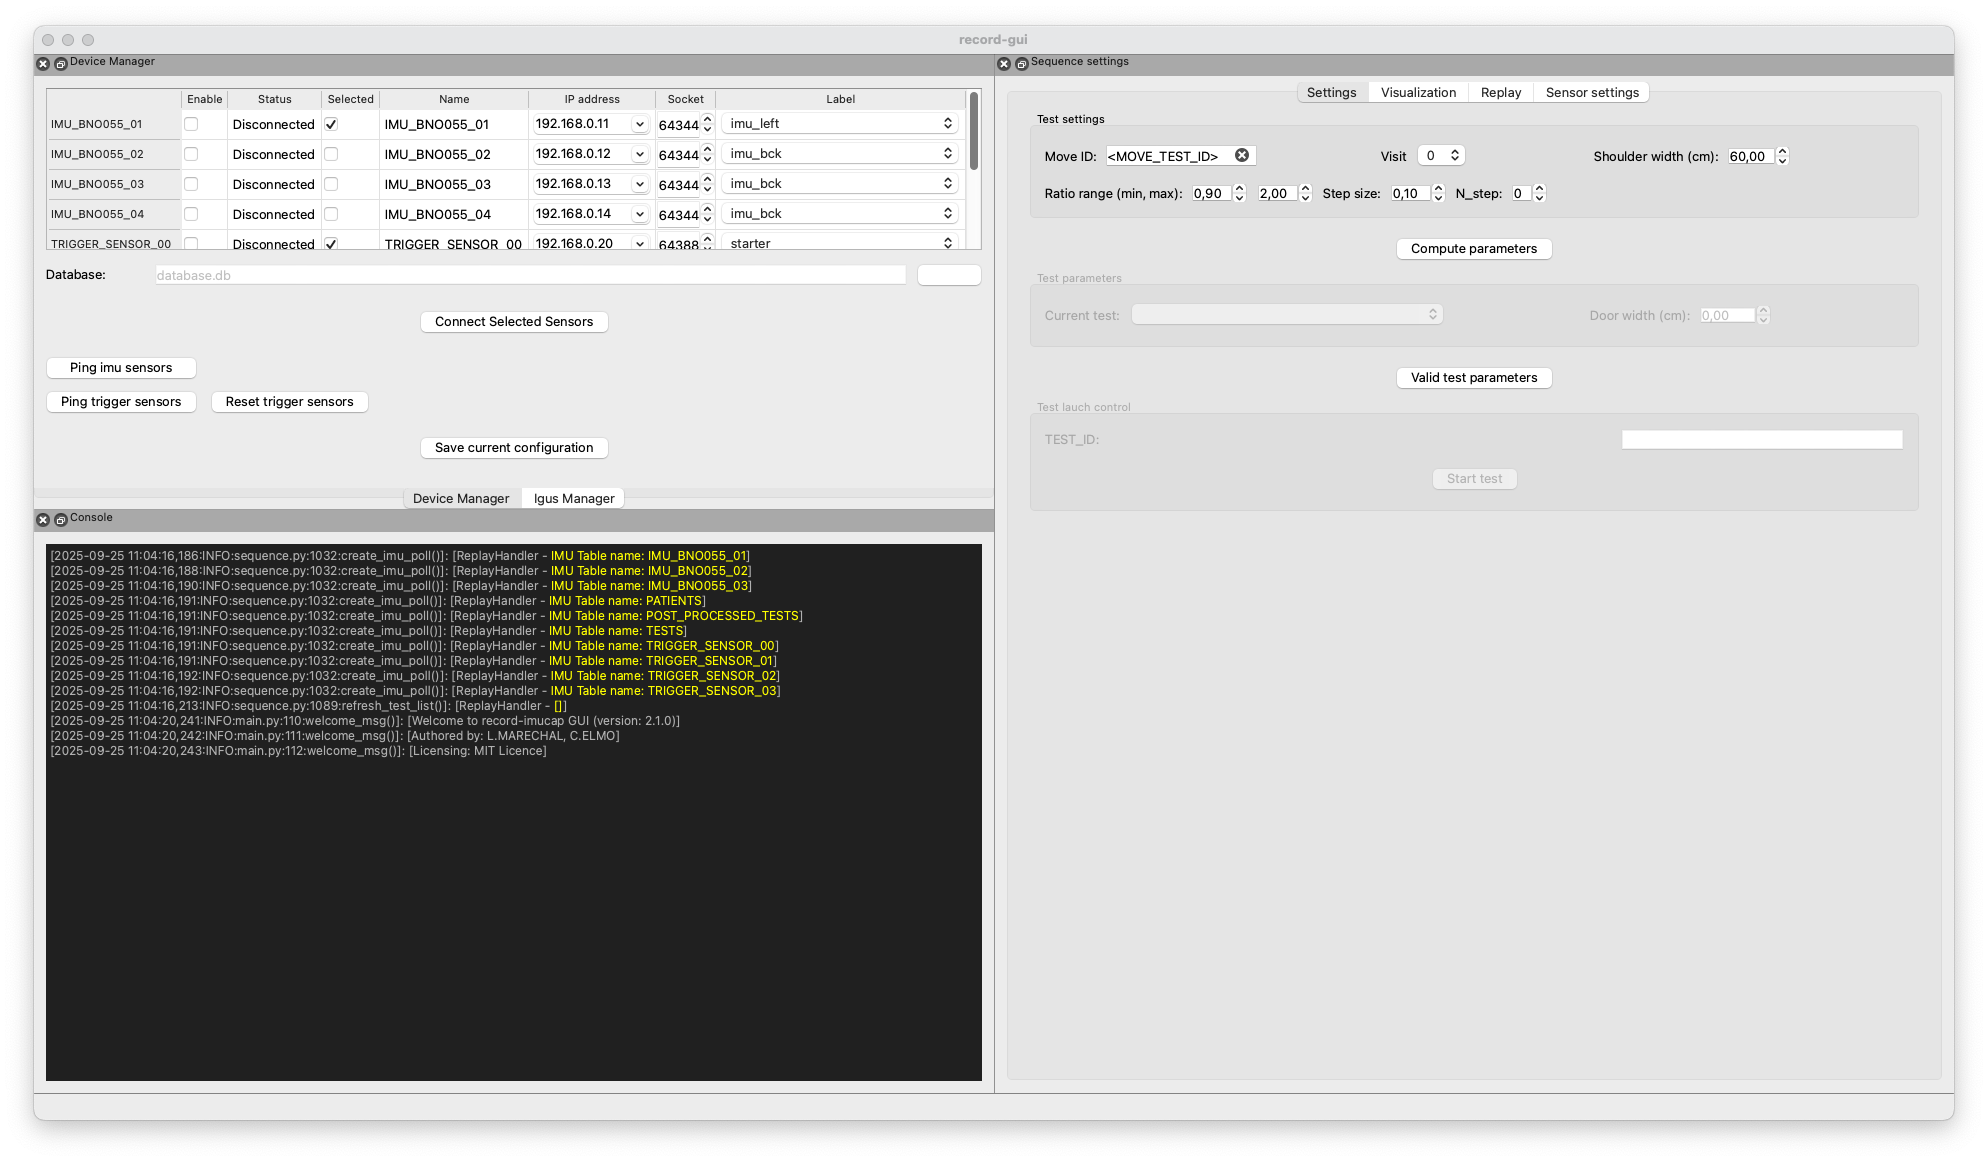 record-gui
Device Manager
Enable Status Selected Name IP address Socket Label
IMU_BNO055_01 Disconnected IMU_BNO055_01 192.168.0.11 64344 imu_left
IMU_BNO055_02 Disconnected IMU_BNO055_02 192.168.0.12 64344 imu_bck
IMU_BNO055_03 Disconnected IMU_BNO055_03 192.168.0.13 64344 imu_bck
IMU_BNO055_04 Disconnected IMU_BNO055_04 192.168.0.14 64344 imu_bck
TRIGGER_SENSOR_00 Disconnected TRIGGER_SENSOR_00 192.168.0.20 64388 starter
Database: database.db
Connect Selected Sensors
Ping imu sensors
Ping trigger sensors Reset trigger sensors
Save current configuration
Device Manager Igus Manager
Console
[2025-09-25 11:04:16,186:INFO:sequence.py:1032:create_imu_poll()]: [ReplayHandler - IMU Table name: IMU_BNO055_01]
[2025-09-25 11:04:16,188:INFO:sequence.py:1032:create_imu_poll()]: [ReplayHandler - IMU Table name: IMU_BNO055_02]
[2025-09-25 11:04:16,190:INFO:sequence.py:1032:create_imu_poll()]: [ReplayHandler - IMU Table name: IMU_BNO055_03]
[2025-09-25 11:04:16,191:INFO:sequence.py:1032:create_imu_poll()]: [ReplayHandler - IMU Table name: PATIENTS]
[2025-09-25 11:04:16,191:INFO:sequence.py:1032:create_imu_poll()]: [ReplayHandler - IMU Table name: POST_PROCESSED_TESTS]
[2025-09-25 11:04:16,191:INFO:sequence.py:1032:create_imu_poll()]: [ReplayHandler - IMU Table name: TESTS]
[2025-09-25 11:04:16,191:INFO:sequence.py:1032:create_imu_poll()]: [ReplayHandler - IMU Table name: TRIGGER_SENSOR_00]
[2025-09-25 11:04:16,191:INFO:sequence.py:1032:create_imu_poll()]: [ReplayHandler - IMU Table name: TRIGGER_SENSOR_01]
[2025-09-25 11:04:16,192:INFO:sequence.py:1032:create_imu_poll()]: [ReplayHandler - IMU Table name: TRIGGER_SENSOR_02]
[2025-09-25 11:04:16,192:INFO:sequence.py:1032:create_imu_poll()]: [ReplayHandler - IMU Table name: TRIGGER_SENSOR_03]
[2025-09-25 11:04:16,213:INFO:sequence.py:1089:refresh_test_list()]: [ReplayHandler - []]
[2025-09-25 11:04:20,241:INFO:main.py:110:welcome_msg()]: [Welcome to record-imucap GUI (version: 2.1.0)]
[2025-09-25 11:04:20,242:INFO:main.py:111:welcome_msg()]: [Authored by: L.MARECHAL, C.ELMO]
[2025-09-25 11:04:20,243:INFO:main.py:112:welcome_msg()]: [Licensing: MIT Licence]
Sequence settings
Settings Visualization Replay Sensor settings
Test settings
Move ID: <MOVE_TEST_ID> Visit 0 Shoulder width (cm): 60,00
Ratio range (min, max): 0,90 2,00 Step size: 0,10 N_step: 0
Compute parameters
Test parameters
Current test: Door width (cm): 0,00
Valid test parameters
Test lauch control
TEST_ID:
Start test